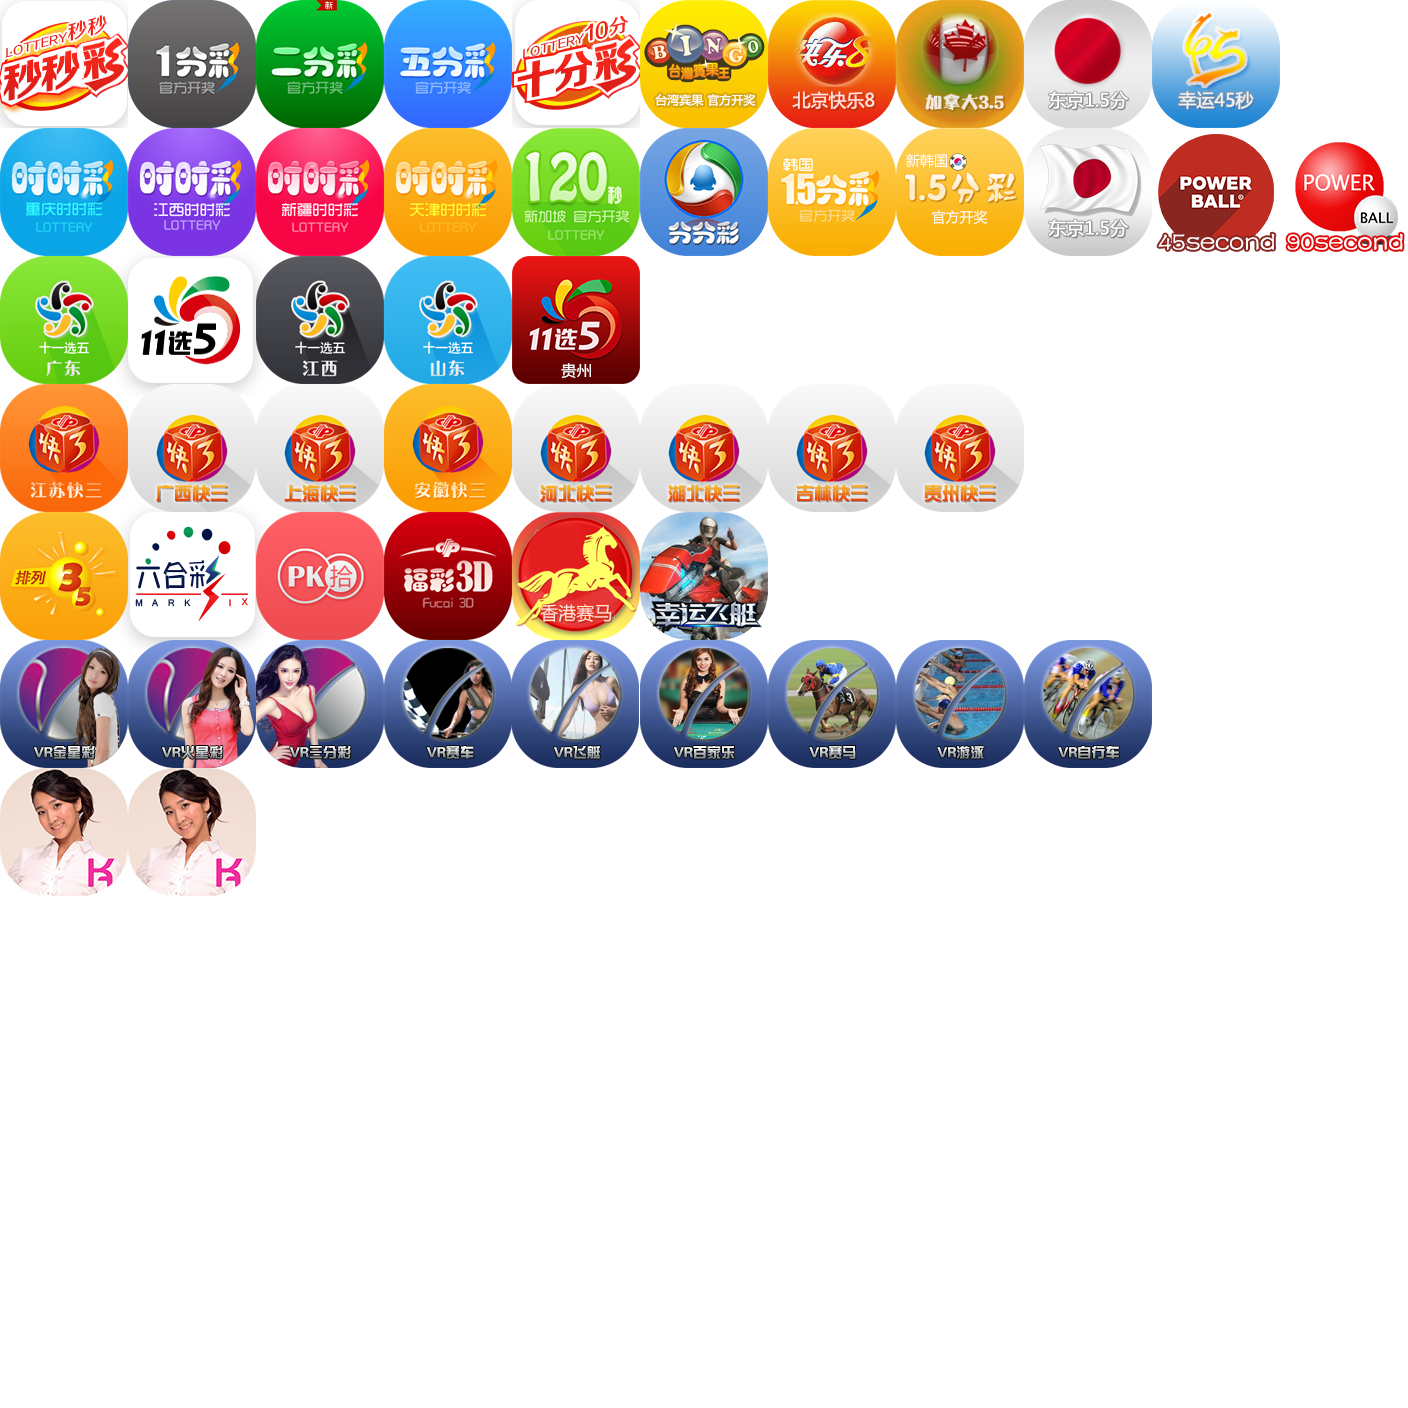 LOTTERY秒秒
秒秒彩
1分彩
官方开奖
新
二分彩
官方开奖
五分彩
官方开奖
LOTTERY10分
十分彩
BINGO
台湾宾果王
台湾宾果 官方开奖
快乐8
北京快乐8
加拿大3.5
东京1.5分
45
幸运45秒
时时彩
重庆时时彩
LOTTERY
时时彩
江西时时彩
LOTTERY
时时彩
新疆时时彩
LOTTERY
时时彩
天津时时彩
LOTTERY
120秒
新加坡 官方开奖
LOTTERY
分分彩
韩国
1.5分彩
官方开奖
新韩国
1.5分彩
官方开奖
东京1.5分
POWER
BALL®
45second
POWER
BALL
90second
十一选五
广东
11选5
十一选五
江西
十一选五
山东
11选5
贵州
快3
江苏快三
快3
广西快三
快3
上海快三
快3
安徽快三
快3
河北快三
快3
湖北快三
快3
吉林快三
快3
贵州快三
排列35
六合彩
MARK SIX
PK拾
福彩3D
Fucai 3D
香港赛马
幸运飞艇
VR金星彩
VR火星彩
VR三分彩
VR赛车
VR飞艇
VR百家乐
VR赛马
VR游泳
VR自行车